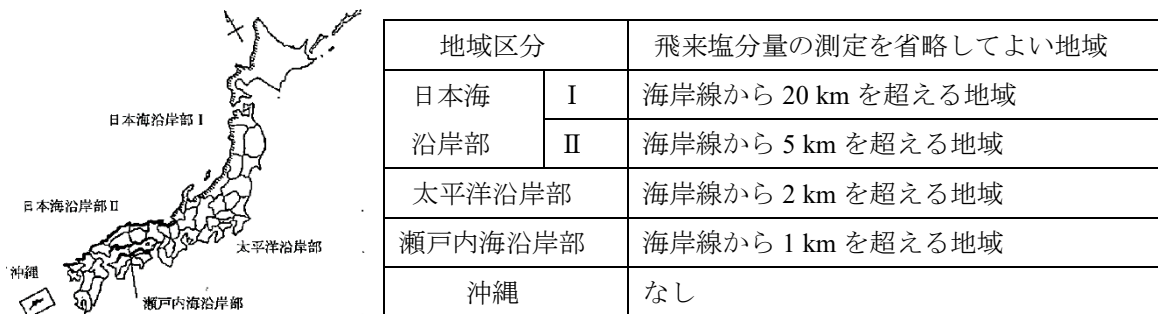 日本海沿岸部Ⅰ
日本海沿岸部Ⅱ
太平洋沿岸部
沖縄
瀬戸内海沿岸部
地域区分 飛来塩分量の測定を省略してよい地域
日本海 Ⅰ 海岸線から 20 km を超える地域
沿岸部 Ⅱ 海岸線から 5 km を超える地域
太平洋沿岸部 海岸線から 2 km を超える地域
瀬戸内海沿岸部 海岸線から 1 km を超える地域
沖縄 なし